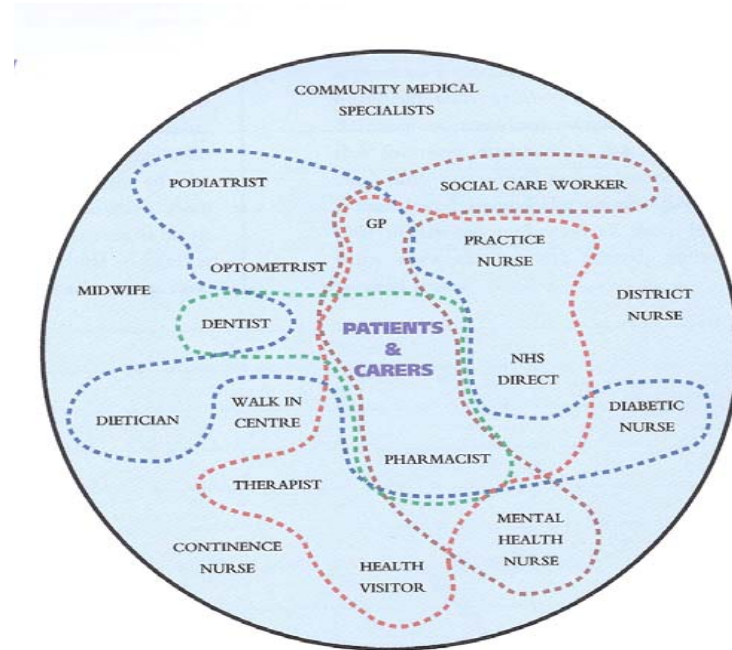 COMMUNITY MEDICAL
SPECIALISTS
PODIATRIST
SOCIAL CARE WORKER
GP
PRACTICE
NURSE
OPTOMETRIST
MIDWIFE
DISTRICT
NURSE
DENTIST
PATIENTS
&
CARERS
NHS
DIRECT
DIETICIAN
WALK IN
CENTRE
DIABETIC
NURSE
PHARMACIST
THERAPIST
MENTAL
HEALTH
NURSE
CONTINENCE
NURSE
HEALTH
VISITOR